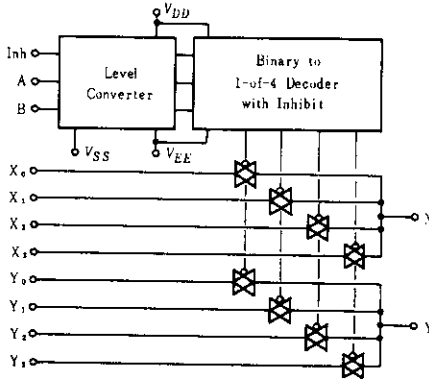 V_DD
Inh
A
B
Level
Converter
Binary to
1-of-4 Decoder
with Inhibit
V_SS
V_EE
X₀
X₁
X₂
X₃
Y₀
Y₁
Y₂
Y₃
Y